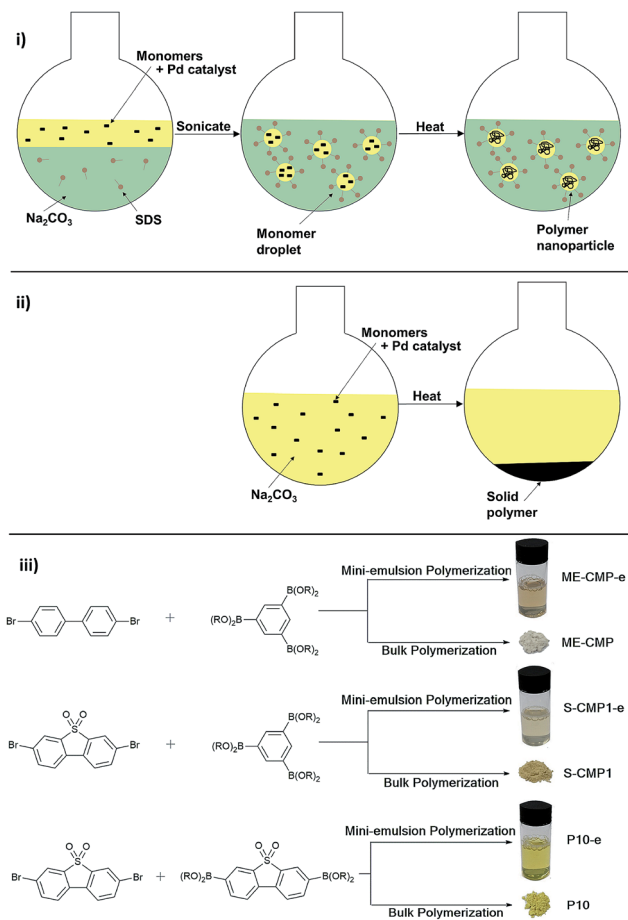 i)
Monomers
+ Pd catalyst
Sonicate
Heat
Na₂CO₃
SDS
Monomer
droplet
Polymer
nanoparticle
ii)
Monomers
+ Pd catalyst
Heat
Na₂CO₃
Solid
polymer
iii)
Br
Br
+
(RO)₂B
B(OR)₂
B(OR)₂
Mini-emulsion Polymerization
ME-CMP-e
Bulk Polymerization
ME-CMP
O O
S
Br
Br
+
(RO)₂B
B(OR)₂
B(OR)₂
Mini-emulsion Polymerization
S-CMP1-e
Bulk Polymerization
S-CMP1
O O
S
Br
Br
+
O O
S
(RO)₂B
B(OR)₂
Mini-emulsion Polymerization
P10-e
Bulk Polymerization
P10